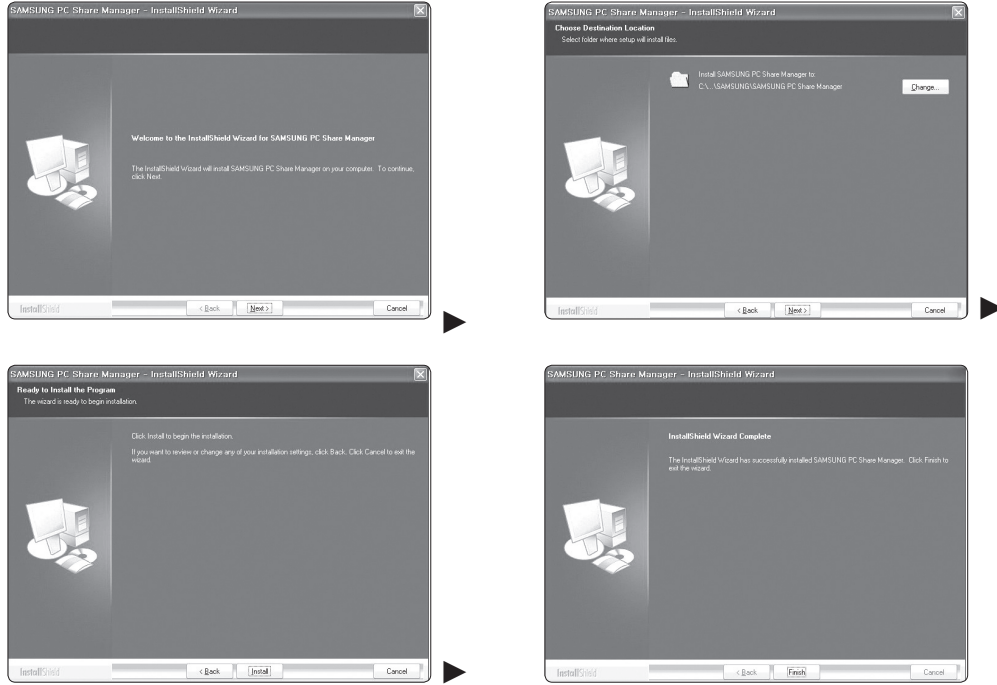 SAMSUNG PC Share Manager - InstallShield Wizard
Welcome to the InstallShield Wizard for SAMSUNG PC Share Manager
The InstallShield Wizard will install SAMSUNG PC Share Manager on your computer. To continue,
click Next.
InstallShield
< Back
Next >
Cancel
SAMSUNG PC Share Manager - InstallShield Wizard
Choose Destination Location
Select folder where setup will install files.
Install SAMSUNG PC Share Manager to:
C:\...\SAMSUNG\SAMSUNG PC Share Manager
Change...
InstallShield
< Back
Next >
Cancel
SAMSUNG PC Share Manager - InstallShield Wizard
Ready to Install the Program
The wizard is ready to begin installation.
Click Install to begin the installation.
If you want to review or change any of your installation settings, click Back. Click Cancel to exit the
wizard.
InstallShield
< Back
Install
Cancel
SAMSUNG PC Share Manager - InstallShield Wizard
InstallShield Wizard Complete
The InstallShield Wizard has successfully installed SAMSUNG PC Share Manager. Click Finish to
exit the wizard.
InstallShield
< Back
Finish
Cancel